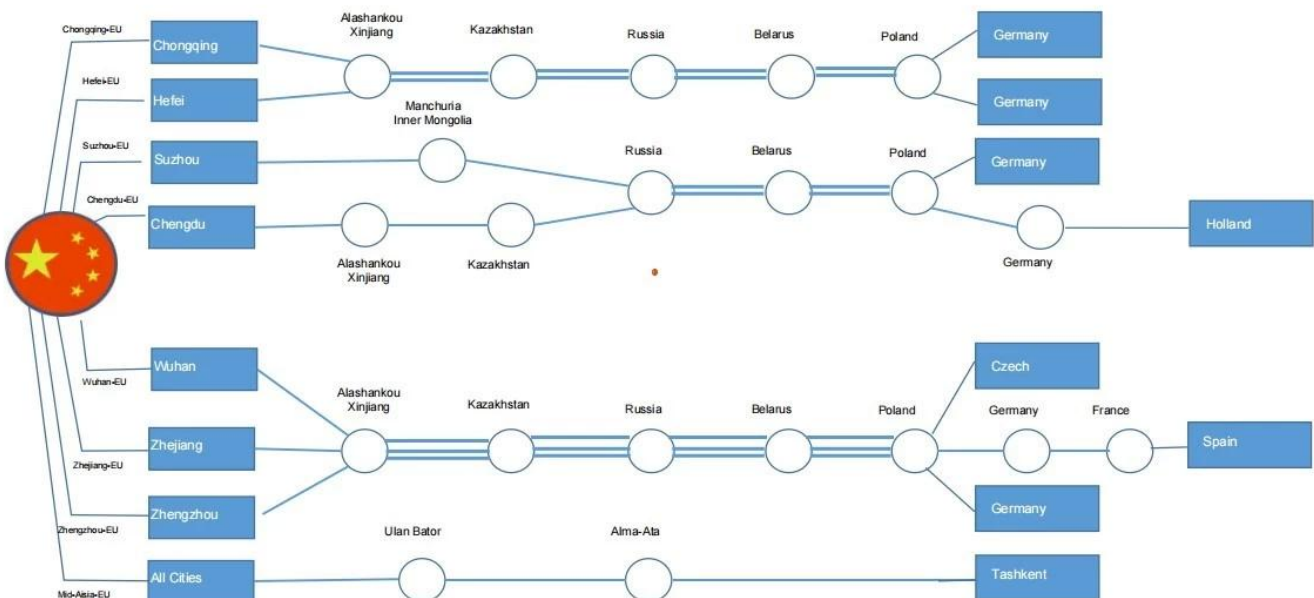 Chongqing-EU
Chongqing
Alashankou
Xinjiang
Kazakhstan
Russia
Belarus
Poland
Germany
Hefei-EU
Hefei
Germany
Manchuria
Inner Mongolia
Suzhou-EU
Suzhou
Russia
Belarus
Poland
Germany
Chengdu-EU
Chengdu
Alashankou
Xinjiang
Kazakhstan
Germany
Holland
Wuhan-EU
Wuhan
Alashankou
Xinjiang
Kazakhstan
Russia
Belarus
Poland
Czech
Germany
France
Spain
Zhejiang-EU
Zhejiang
Zhengzhou-EU
Zhengzhou
Germany
Ulan Bator
Alma-Ata
Mid-Aisia-EU
All Cities
Tashkent